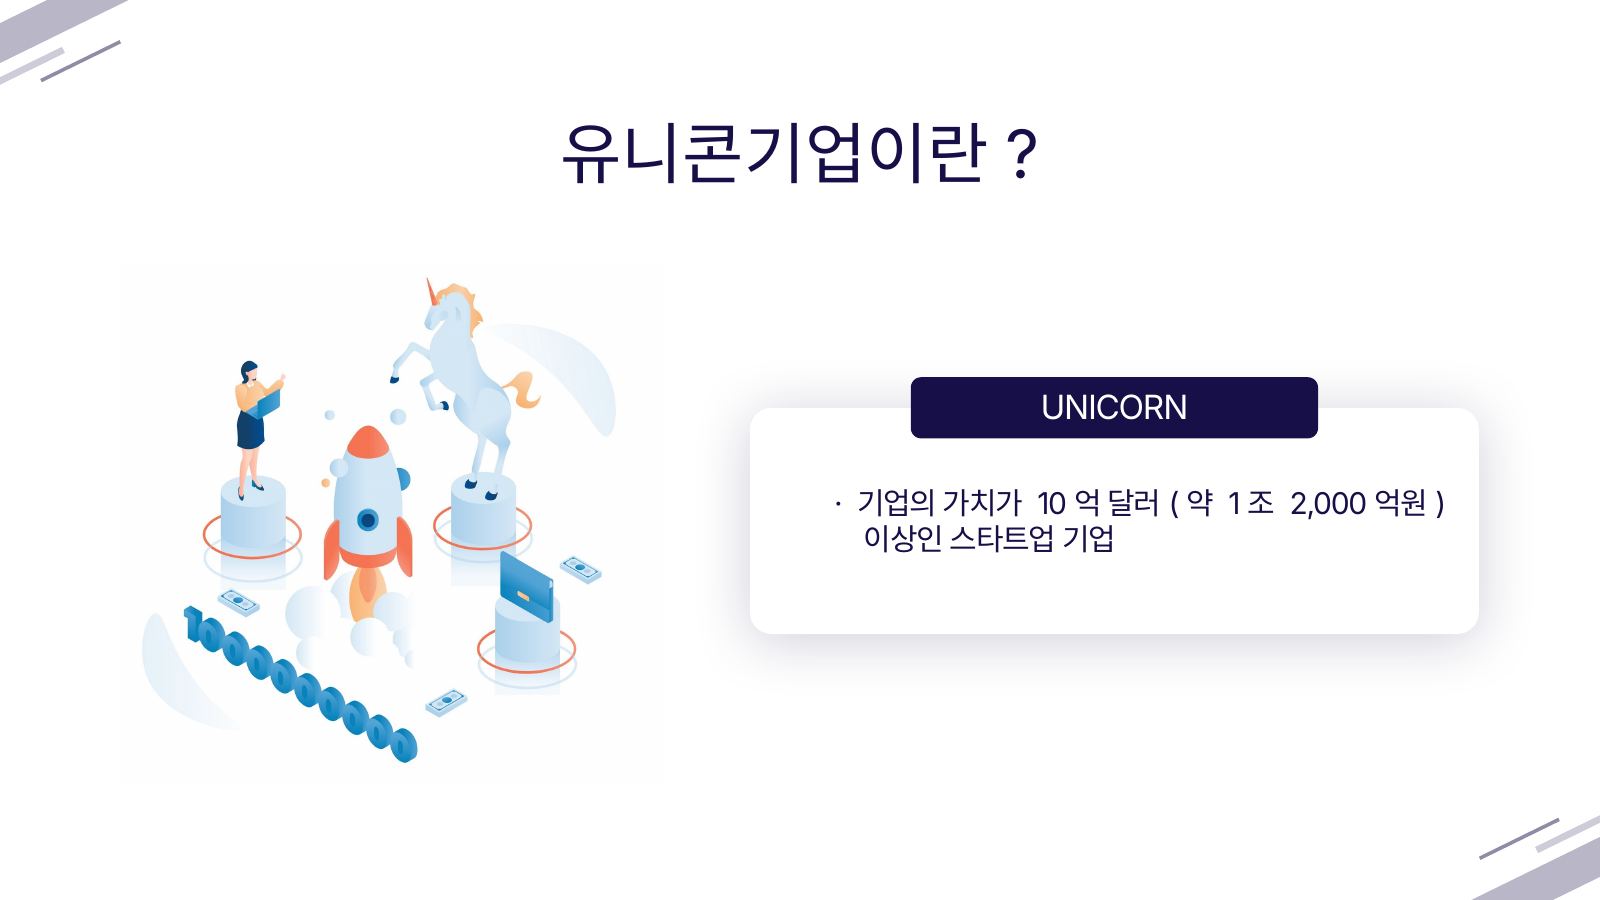 유니콘기업이란 ?
1000000000
UNICORN
· 기업의 가치가 10 억 달러 ( 약 1 조 2,000 억원 )
이상인 스타트업 기업